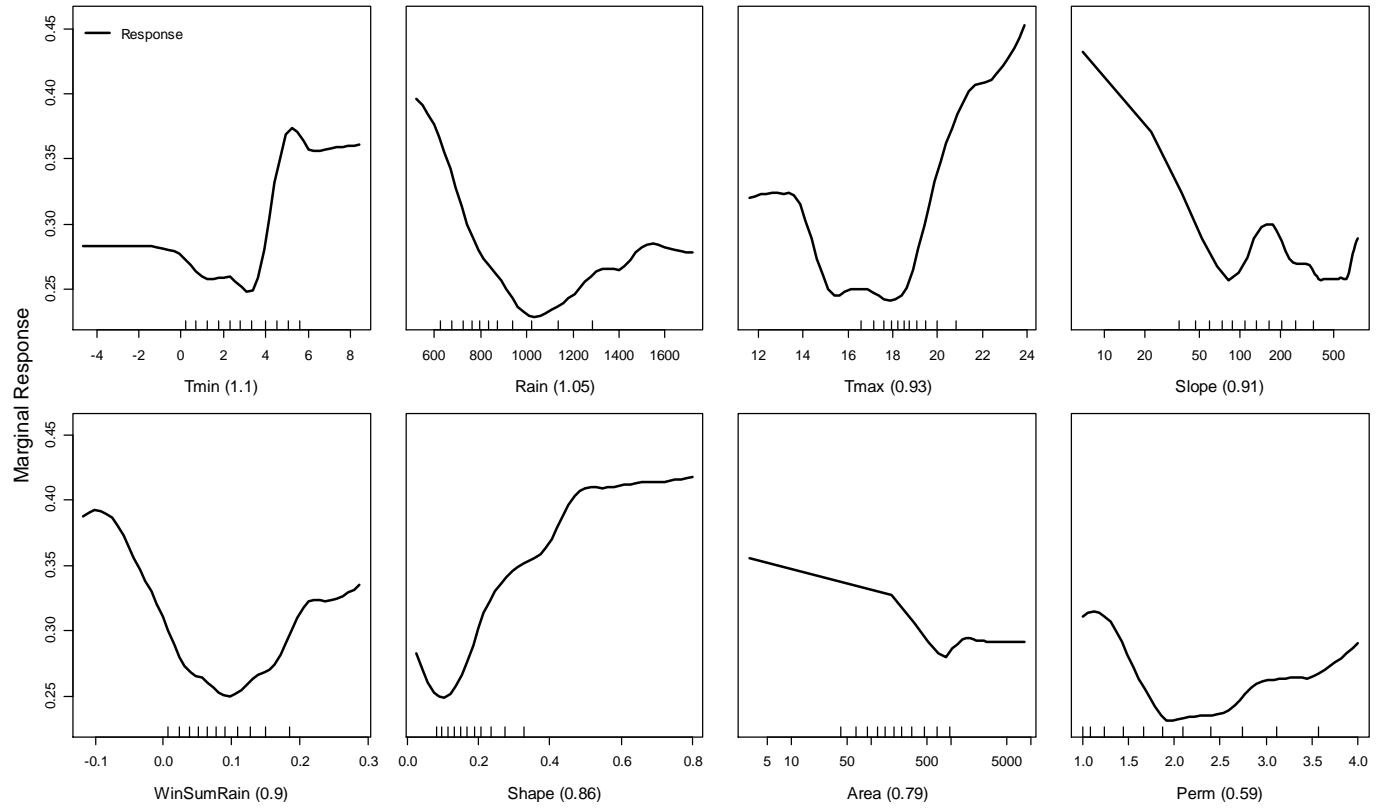 Marginal Response
0.25 0.30 0.35 0.40 0.45
Response
-4 -2 0 2 4 6 8
Tmin (1.1)
600 800 1000 1200 1400 1600
Rain (1.05)
12 14 16 18 20 22 24
Tmax (0.93)
10 20 50 100 200 500
Slope (0.91)
0.25 0.30 0.35 0.40 0.45
-0.1 0.0 0.1 0.2 0.3
WinSumRain (0.9)
0.0 0.2 0.4 0.6 0.8
Shape (0.86)
5 10 50 500 5000
Area (0.79)
1.0 1.5 2.0 2.5 3.0 3.5 4.0
Perm (0.59)